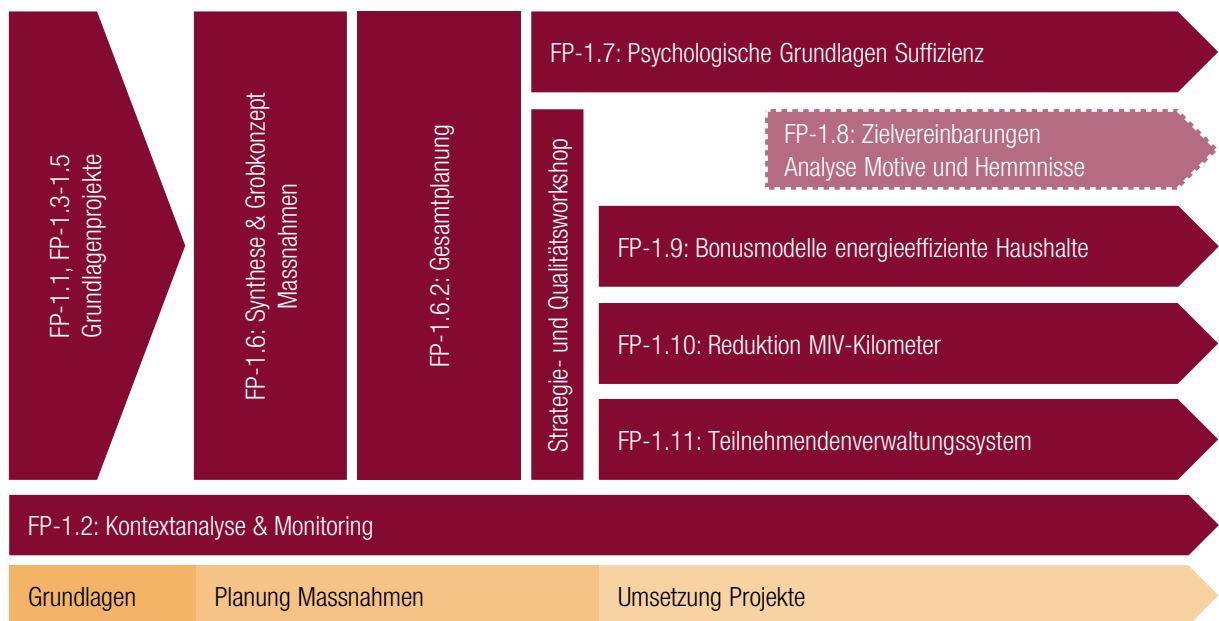 FP-1.1, FP-1.3-1.5
Grundlagenprojekte
FP-1.6: Synthese & Grobkonzept
Massnahmen
FP-1.6.2: Gesamtplanung
Strategie- und Qualitätsworkshop
FP-1.7: Psychologische Grundlagen Suffizienz
FP-1.8: Zielvereinbarungen
Analyse Motive und Hemmnisse
FP-1.9: Bonusmodelle energieeffiziente Haushalte
FP-1.10: Reduktion MIV-Kilometer
FP-1.11: Teilnehmendenverwaltungssystem
FP-1.2: Kontextanalyse & Monitoring
Grundlagen
Planung Massnahmen
Umsetzung Projekte